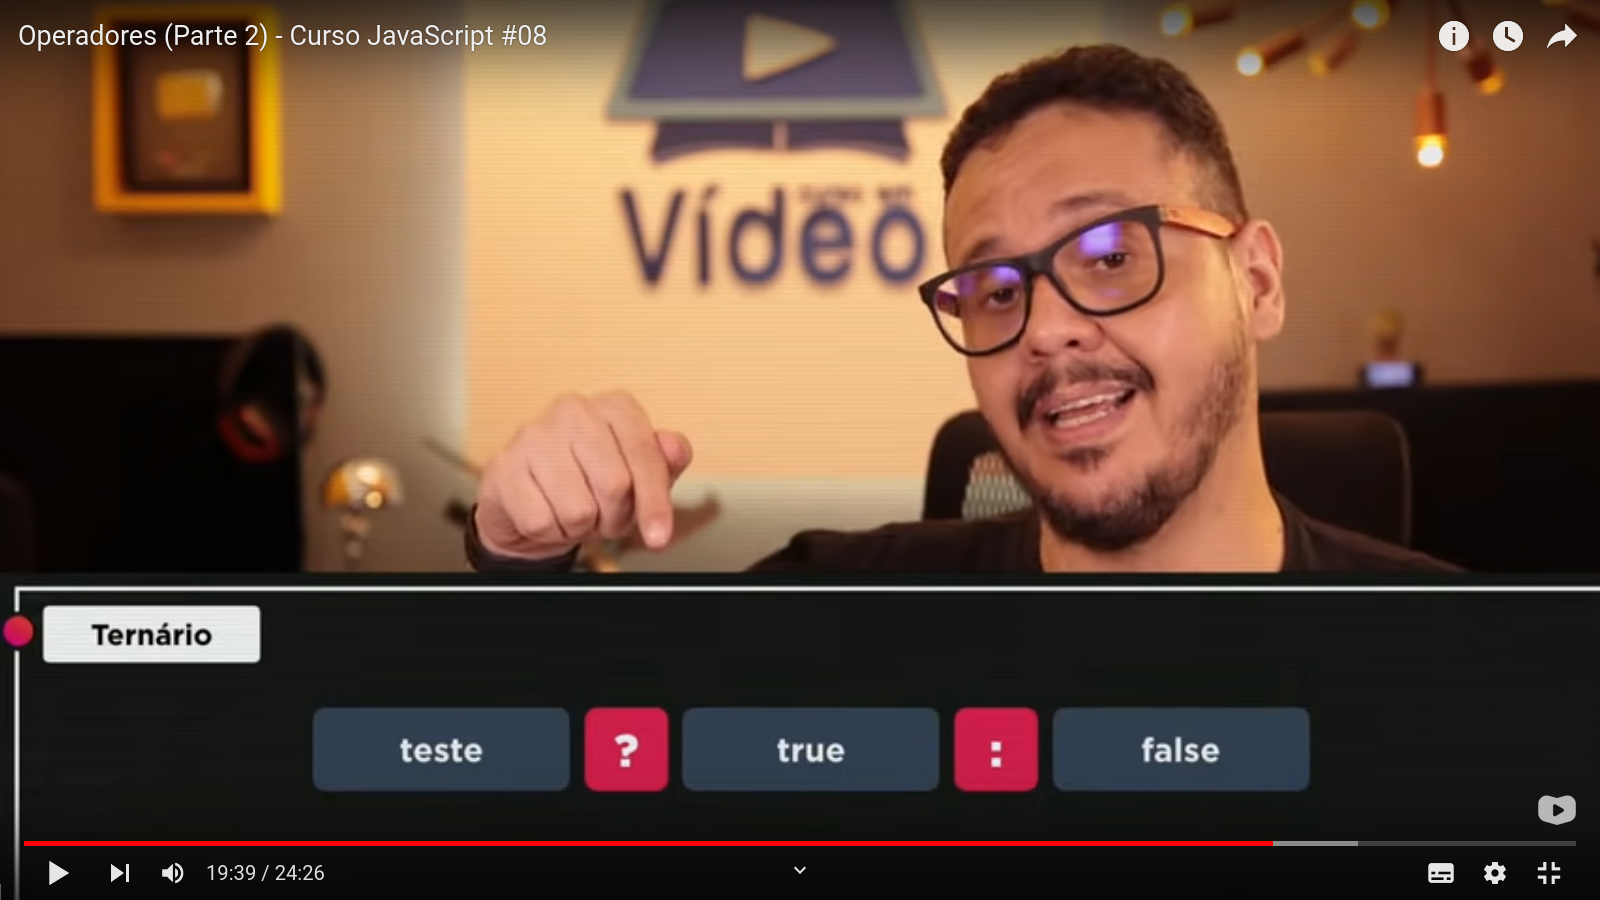 Operadores (Parte 2) - Curso JavaScript #08
Vídeo
Ternário
teste ? true : false
19:39 / 24:26